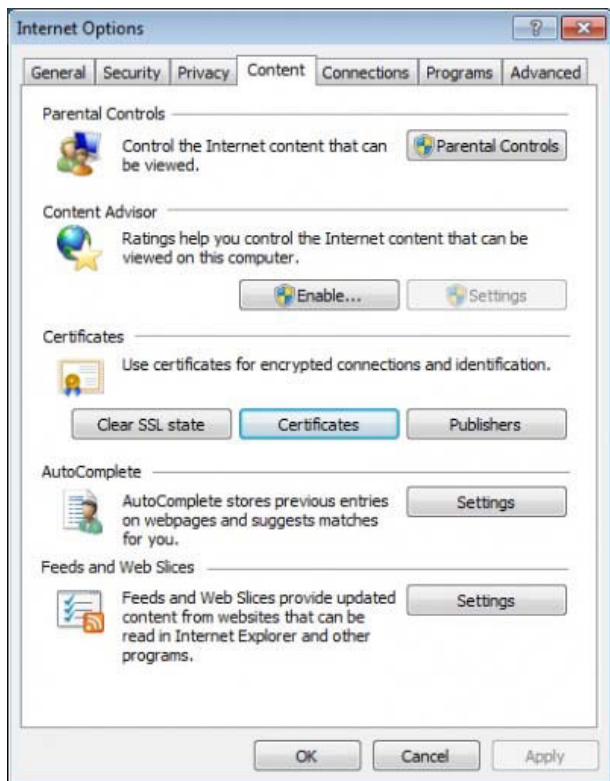 Internet Options
General Security Privacy Content Connections Programs Advanced
Parental Controls
Control the Internet content that can
be viewed.
Parental Controls
Content Advisor
Ratings help you control the Internet content that can be
viewed on this computer.
Enable... Settings
Certificates
Use certificates for encrypted connections and identification.
Clear SSL state Certificates Publishers
AutoComplete
AutoComplete stores previous entries
on webpages and suggests matches
for you.
Settings
Feeds and Web Slices
Feeds and Web Slices provide updated
content from websites that can be
read in Internet Explorer and other
programs.
Settings
OK Cancel Apply